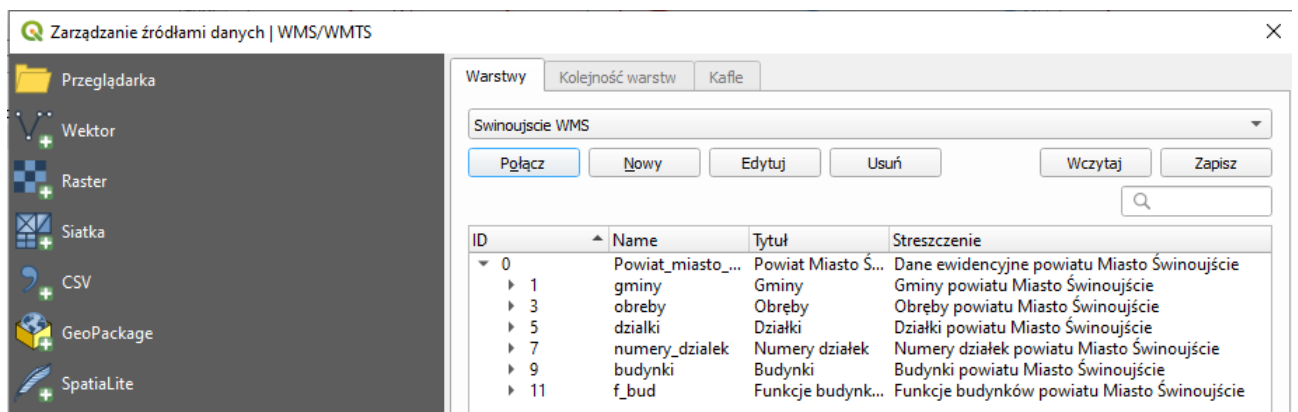 Zarządzanie źródłami danych | WMS/WMTS
Przeglądarka
Wektor
Raster
Siatka
CSV
GeoPackage
SpatiaLite
Warstwy Kolejność warstw Kafle
Swinoujscie WMS
Połącz Nowy Edytuj Usuń Wczytaj Zapisz
ID Name Tytuł Streszczenie
0 Powiat_miasto_... Powiat Miasto Ś... Dane ewidencyjne powiatu Miasto Świnoujście
1 gminy Gminy Gminy powiatu Miasto Świnoujście
3 obreby Obręby Obręby powiatu Miasto Świnoujście
5 dzialki Działki Działki powiatu Miasto Świnoujście
7 numery_dzialek Numery działek Numery działek powiatu Miasto Świnoujście
9 budynki Budynki Budynki powiatu Miasto Świnoujście
11 f_bud Funkcje budynk... Funkcje budynków powiatu Miasto Świnoujście